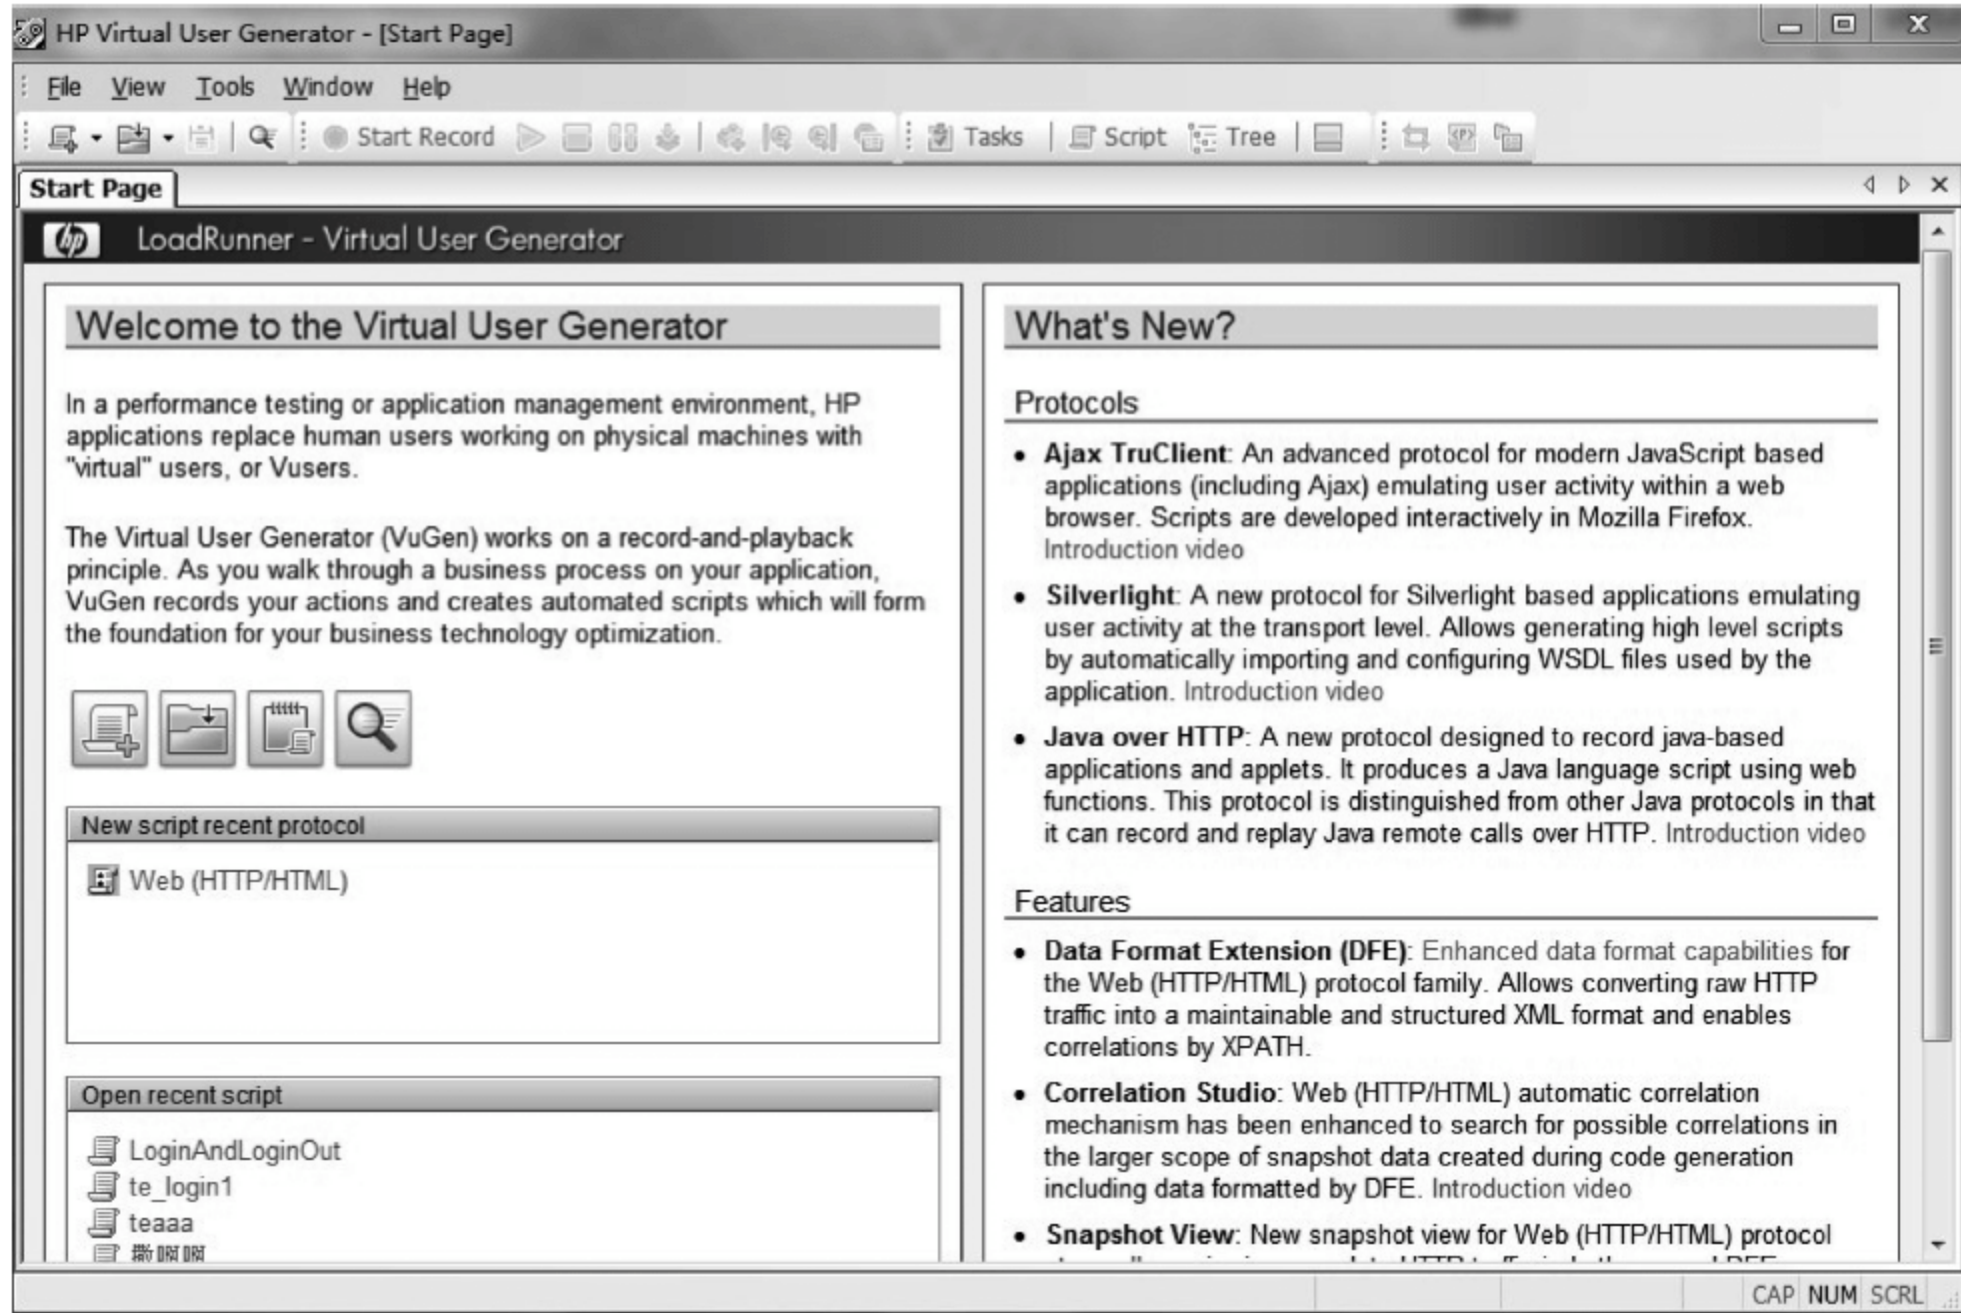 HP Virtual User Generator - [Start Page]
File View Tools Window Help
Start Record Tasks Script Tree
Start Page
hp LoadRunner - Virtual User Generator
Welcome to the Virtual User Generator
In a performance testing or application management environment, HP
applications replace human users working on physical machines with
"virtual" users, or Vusers.
The Virtual User Generator (VuGen) works on a record-and-playback
principle. As you walk through a business process on your application,
VuGen records your actions and creates automated scripts which will form
the foundation for your business technology optimization.
New script recent protocol
Web (HTTP/HTML)
Open recent script
LoginAndLoginOut
te_login1
teaaa
What's New?
Protocols
• Ajax TruClient: An advanced protocol for modern JavaScript based
applications (including Ajax) emulating user activity within a web
browser. Scripts are developed interactively in Mozilla Firefox.
Introduction video
• Silverlight: A new protocol for Silverlight based applications emulating
user activity at the transport level. Allows generating high level scripts
by automatically importing and configuring WSDL files used by the
application. Introduction video
• Java over HTTP: A new protocol designed to record java-based
applications and applets. It produces a Java language script using web
functions. This protocol is distinguished from other Java protocols in that
it can record and replay Java remote calls over HTTP. Introduction video
Features
• Data Format Extension (DFE): Enhanced data format capabilities for
the Web (HTTP/HTML) protocol family. Allows converting raw HTTP
traffic into a maintainable and structured XML format and enables
correlations by XPATH.
• Correlation Studio: Web (HTTP/HTML) automatic correlation
mechanism has been enhanced to search for possible correlations in
the larger scope of snapshot data created during code generation
including data formatted by DFE. Introduction video
• Snapshot View: New snapshot view for Web (HTTP/HTML) protocol
CAP NUM SCRL